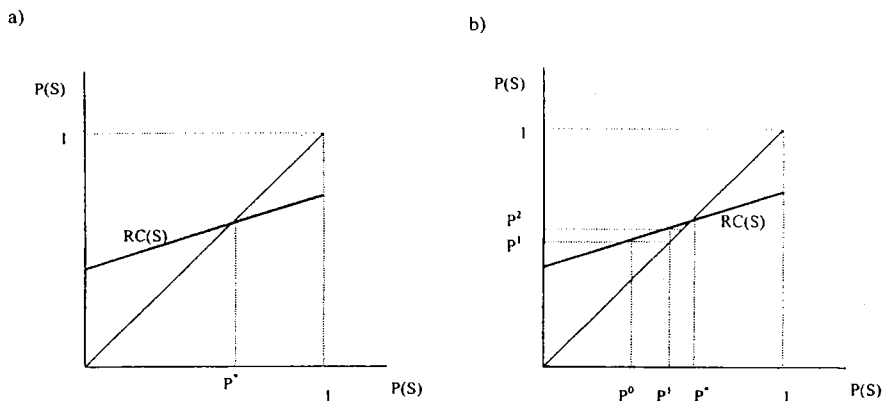 a)
P(S)
1
RC(S)
P*
1
P(S)
b)
P(S)
1
P²
P¹
RC(S)
P⁰
P¹
P*
1
P(S)